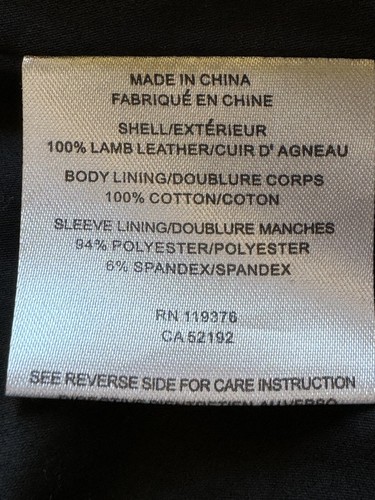 MADE IN CHINA
FABRIQUÉ EN CHINE
SHELL/EXTÉRIEUR
100% LAMB LEATHER/CUIR D' AGNEAU
BODY LINING/DOUBLURE CORPS
100% COTTON/COTON
SLEEVE LINING/DOUBLURE MANCHES
94% POLYESTER/POLYESTER
6% SPANDEX/SPANDEX
RN 119376
CA 52192
SEE REVERSE SIDE FOR CARE INSTRUCTION